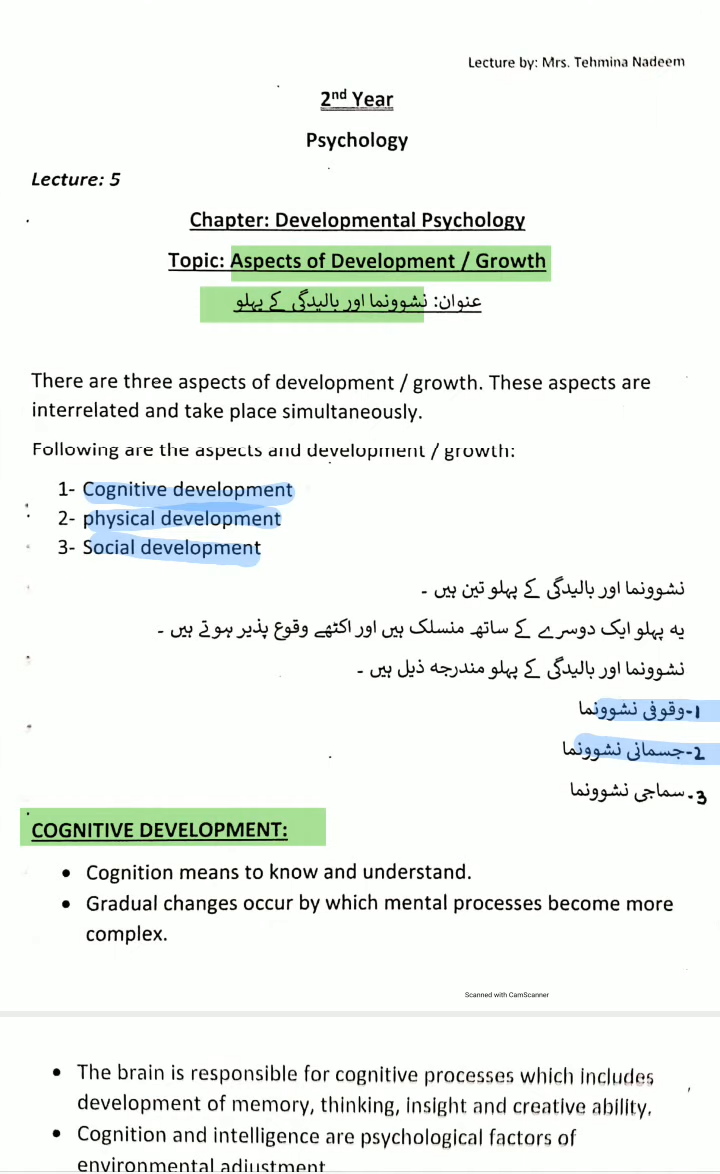 Lecture by: Mrs. Tehmina Nadeem
2nd Year
Psychology
Lecture: 5
Chapter: Developmental Psychology
Topic: Aspects of Development / Growth
عنوان: نشوونما اور بالیدگی کے پہلو
There are three aspects of development / growth. These aspects are
interrelated and take place simultaneously.
Following are the aspects and development / growth:
1- Cognitive development
2- physical development
3- Social development
نشوونما اور بالیدگی کے پہلو تین ہیں ۔
یہ پہلو ایک دوسرے کے ساتھ منسلک ہیں اور اکٹھے وقوع پذیر ہوتے ہیں ۔
نشوونما اور بالیدگی کے پہلو مندرجہ ذیل ہیں ۔
1-وقوفی نشوونما
2-جسمانی نشوونما
3-سماجی نشوونما
COGNITIVE DEVELOPMENT:
• Cognition means to know and understand.
• Gradual changes occur by which mental processes become more
complex.
Scanned with CamScanner
• The brain is responsible for cognitive processes which includes
development of memory, thinking, insight and creative ability.
• Cognition and intelligence are psychological factors of
environmental adjustment